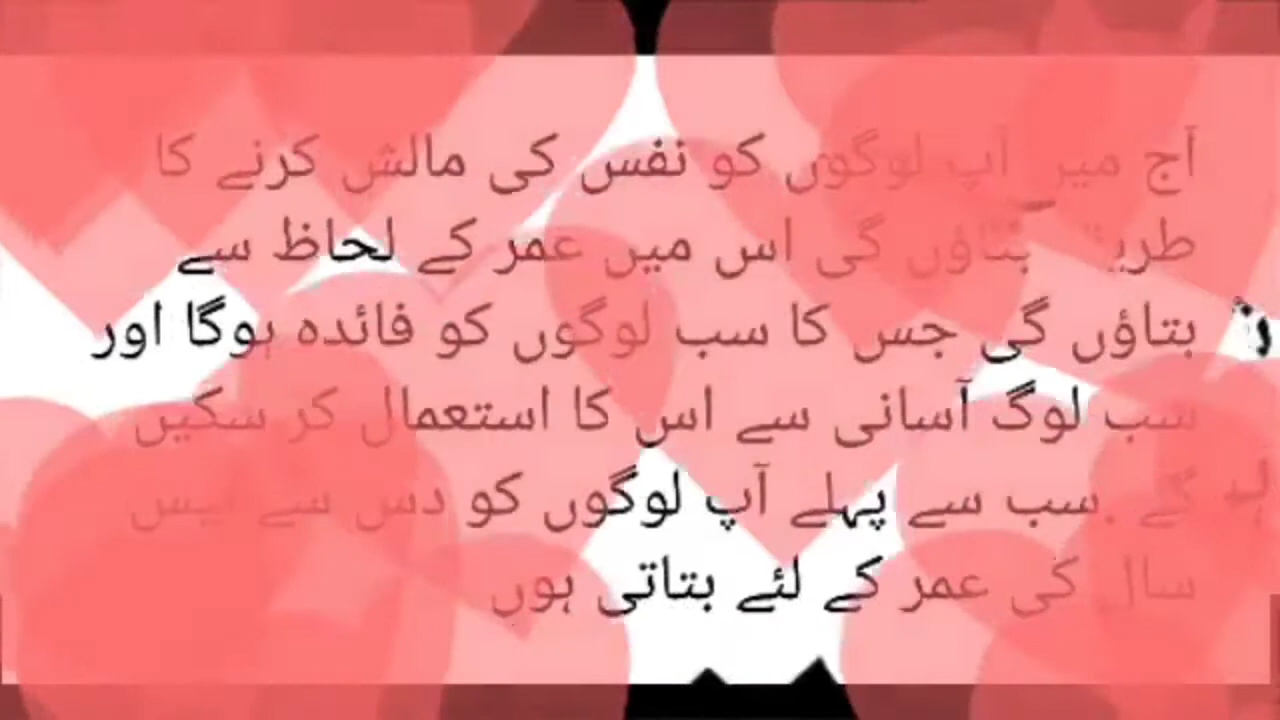 آج میں آپ لوگوں کو نفس کی مالش کرنے کا
بتاؤں گی اس میں عمر کے لحاظ سے
بتاؤں گی جس کا سب لوگوں کو فائدہ ہوگا اور
سب لوگ آسانی سے اس کا استعمال کر سکیں
گے .سب سے پہلے آپ لوگوں کو دس سے بیس
سال کی عمر کے لئے بتاتی ہوں